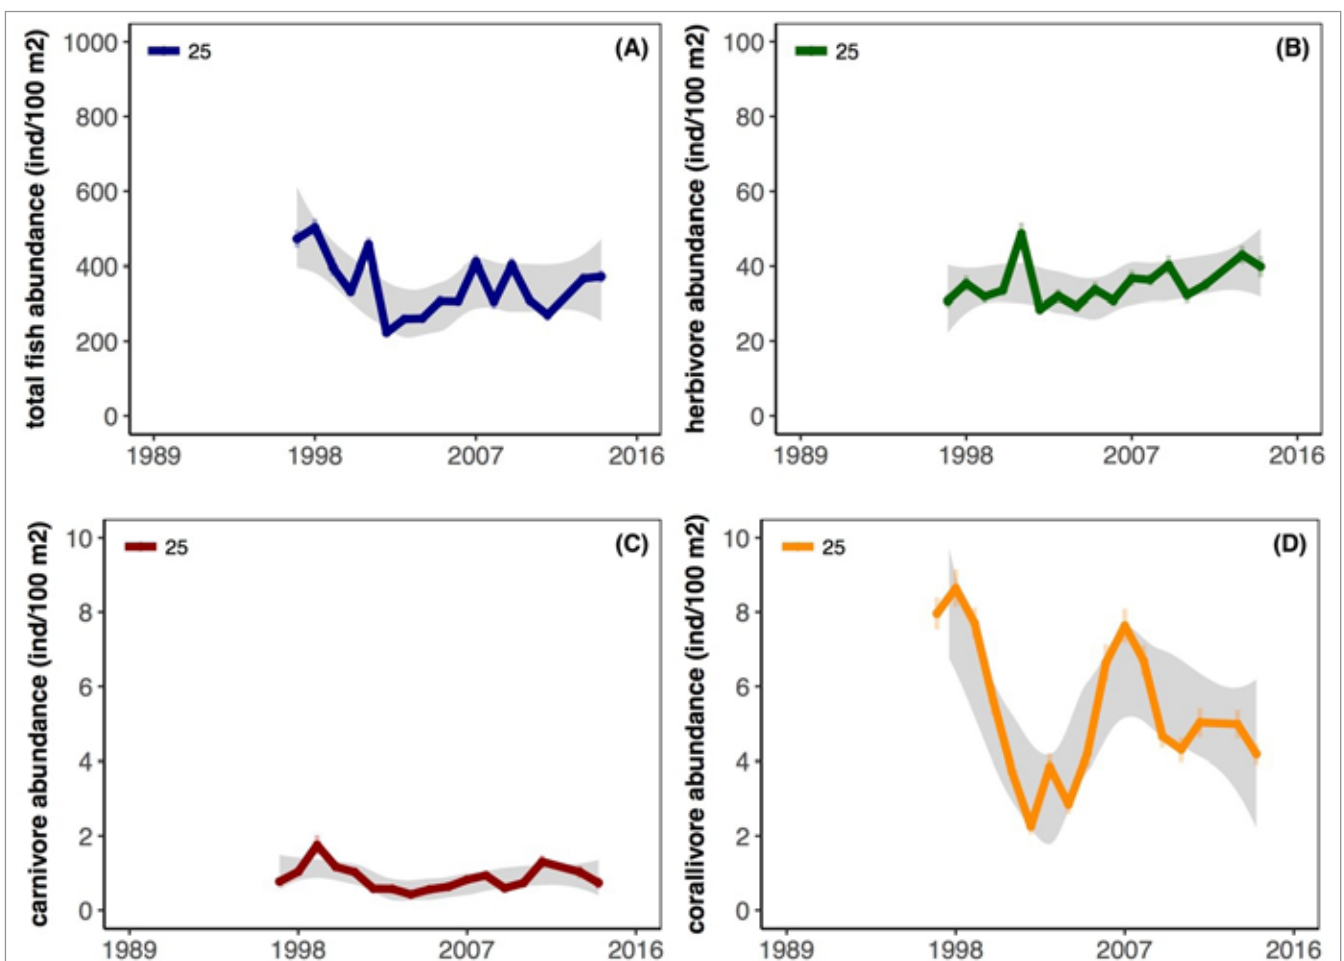 total fish abundance (ind/100 m2)
25
(A)
1000
800
600
400
200
0
1989 1998 2007 2016
herbivore abundance (ind/100 m2)
25
(B)
100
80
60
40
20
0
1989 1998 2007 2016
carnivore abundance (ind/100 m2)
25
(C)
10
8
6
4
2
0
1989 1998 2007 2016
corallivore abundance (ind/100 m2)
25
(D)
10
8
6
4
2
0
1989 1998 2007 2016